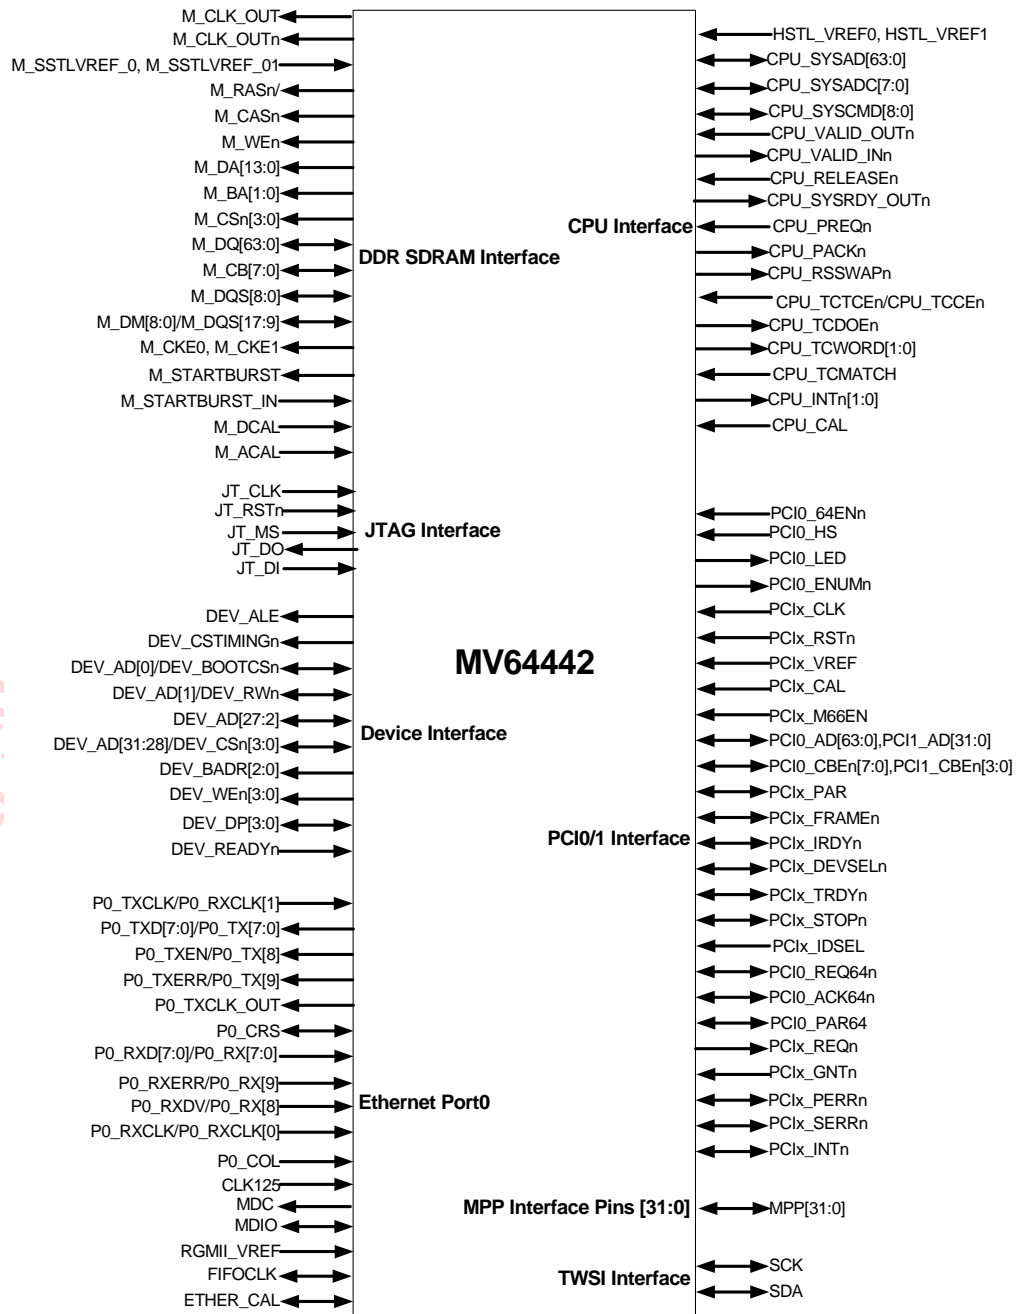 M_CLK_OUT
M_CLK_OUTn
M_SSTLVREF_0, M_SSTLVREF_01
M_RASn/
M_CASn
M_WEn
M_DA[13:0]
M_BA[1:0]
M_CSn[3:0]
M_DQ[63:0]
M_CB[7:0]
M_DQS[8:0]
M_DM[8:0]/M_DQS[17:9]
M_CKE0, M_CKE1
M_STARTBURST
M_STARTBURST_IN
M_DCAL
M_ACAL
DDR SDRAM Interface
JT_CLK
JT_RSTn
JT_MS
JT_DO
JT_DI
JTAG Interface
DEV_ALE
DEV_CSTIMINGn
DEV_AD[0]/DEV_BOOTCSn
DEV_AD[1]/DEV_RWn
DEV_AD[27:2]
DEV_AD[31:28]/DEV_CSn[3:0]
DEV_BADR[2:0]
DEV_WEn[3:0]
DEV_DP[3:0]
DEV_READYn
Device Interface
P0_TXCLK/P0_RXCLK[1]
P0_TXD[7:0]/P0_TX[7:0]
P0_TXEN/P0_TX[8]
P0_TXERR/P0_TX[9]
P0_TXCLK_OUT
P0_CRS
P0_RXD[7:0]/P0_RX[7:0]
P0_RXERR/P0_RX[9]
P0_RXDV/P0_RX[8]
P0_RXCLK/P0_RXCLK[0]
P0_COL
CLK125
MDC
MDIO
RGMII_VREF
FIFOCLK
ETHER_CAL
Ethernet Port0
MV64442
CPU Interface
HSTL_VREF0, HSTL_VREF1
CPU_SYSAD[63:0]
CPU_SYSADC[7:0]
CPU_SYSCMD[8:0]
CPU_VALID_OUTn
CPU_VALID_INn
CPU_RELEASEn
CPU_SYSRDY_OUTn
CPU_PREQn
CPU_PACKn
CPU_RSSWAPn
CPU_TCTCEn/CPU_TCCEn
CPU_TCDOEn
CPU_TCWORD[1:0]
CPU_TCMATCH
CPU_INTn[1:0]
CPU_CAL
PCI0/1 Interface
PCI0_64ENn
PCI0_HS
PCI0_LED
PCI0_ENUMn
PCIx_CLK
PCIx_RSTn
PCIx_VREF
PCIx_CAL
PCIx_M66EN
PCI0_AD[63:0],PCI1_AD[31:0]
PCI0_CBEn[7:0],PCI1_CBEn[3:0]
PCIx_PAR
PCIx_FRAMEn
PCIx_IRDYn
PCIx_DEVSELn
PCIx_TRDYn
PCIx_STOPn
PCIx_IDSEL
PCI0_REQ64n
PCI0_ACK64n
PCI0_PAR64
PCIx_REQn
PCIx_GNTn
PCIx_PERRn
PCIx_SERRn
PCIx_INTn
MPP Interface Pins [31:0]
MPP[31:0]
TWSI Interface
SCK
SDA